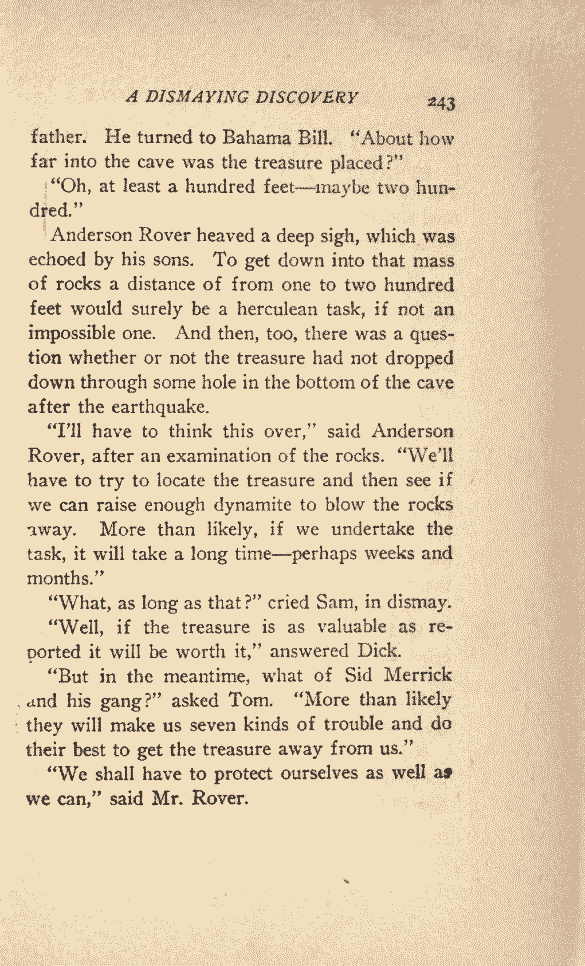 A DISMAYING DISCOVERY 243
father. He turned to Bahama Bill. “About how
far into the cave was the treasure placed?”
“Oh, at least a hundred feet—maybe two hun-
dred.”
Anderson Rover heaved a deep sigh, which was
echoed by his sons. To get down into that mass
of rocks a distance of from one to two hundred
feet would surely be a herculean task, if not an
impossible one. And then, too, there was a ques-
tion whether or not the treasure had not dropped
down through some hole in the bottom of the cave
after the earthquake.
“I’ll have to think this over,” said Anderson
Rover, after an examination of the rocks. “We’ll
have to try to locate the treasure and then see if
we can raise enough dynamite to blow the rocks
away. More than likely, if we undertake the
task, it will take a long time—perhaps weeks and
months.”
“What, as long as that?” cried Sam, in dismay.
“Well, if the treasure is as valuable as re-
ported it will be worth it,” answered Dick.
“But in the meantime, what of Sid Merrick
and his gang?” asked Tom. “More than likely
they will make us seven kinds of trouble and do
their best to get the treasure away from us.”
“We shall have to protect ourselves as well as
we can,” said Mr. Rover.